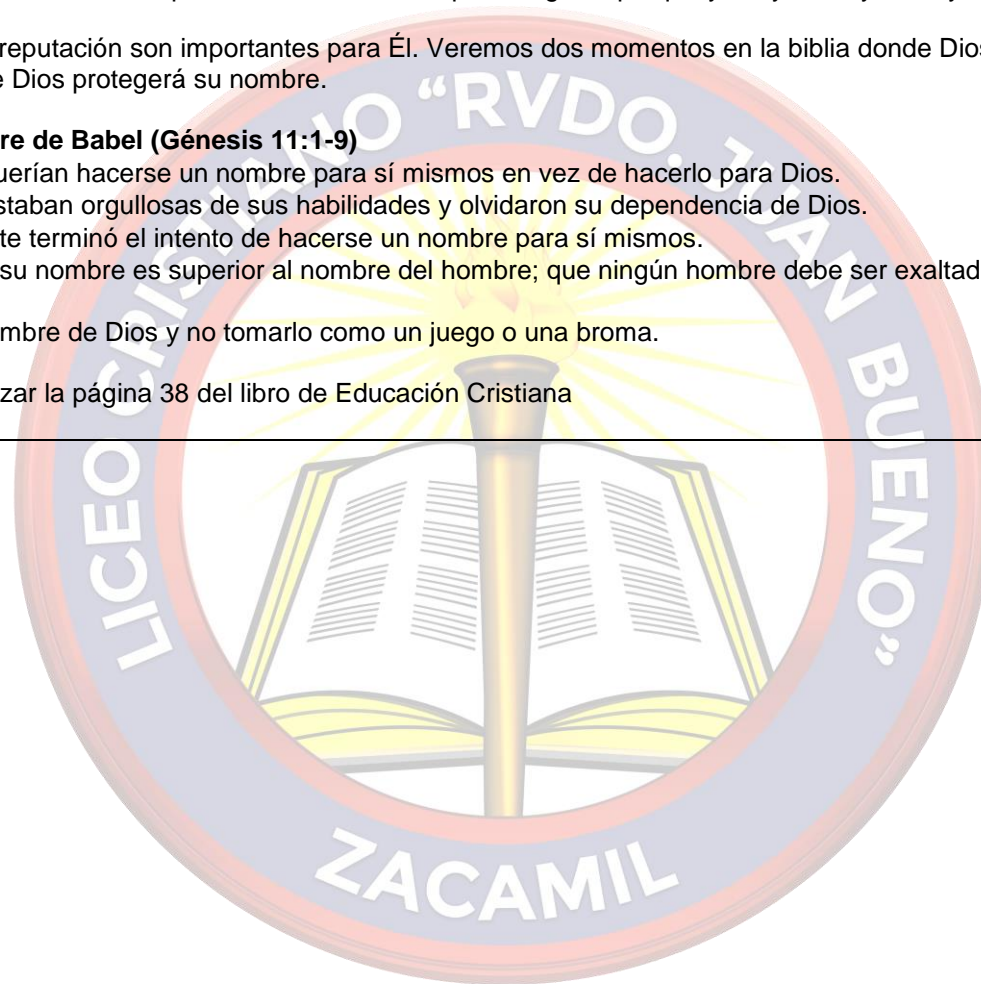 reputación son importantes para Él. Veremos dos momentos en la biblia donde Dios
e Dios protegerá su nombre.
re de Babel (Génesis 11:1-9)
uerían hacerse un nombre para sí mismos en vez de hacerlo para Dios.
staban orgullosas de sus habilidades y olvidaron su dependencia de Dios.
te terminó el intento de hacerse un nombre para sí mismos.
su nombre es superior al nombre del hombre; que ningún hombre debe ser exaltad
mbre de Dios y no tomarlo como un juego o una broma.
zar la página 38 del libro de Educación Cristiana
LICEO CRISTIANO “RVDO. JUAN BUENO”
ZACAMIL